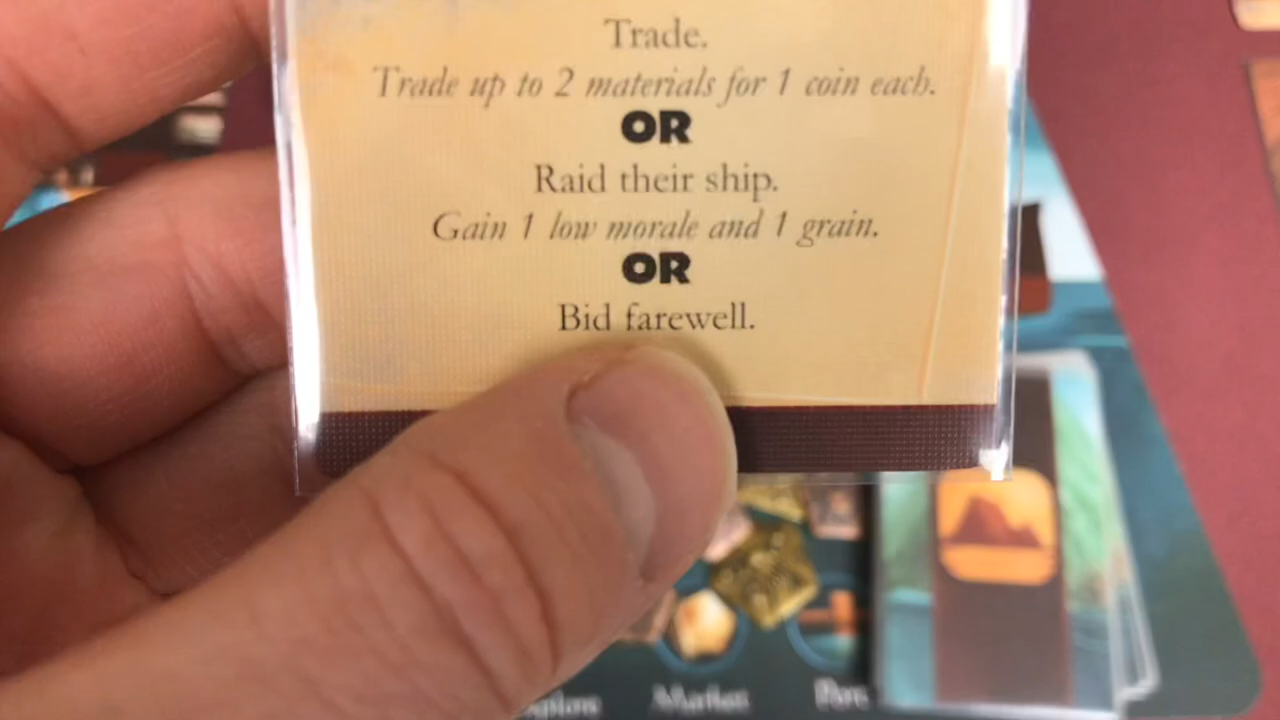 Trade.
Trade up to 2 materials for 1 coin each.
OR
Raid their ship.
Gain 1 low morale and 1 grain.
OR
Bid farewell.
Market